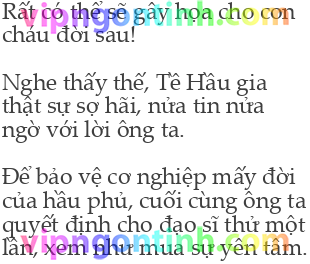 Rất có thể sẽ gây họa cho con
cháu đời sau!
Nghe thấy thế, Tề Hầu gia
thật sự sợ hãi, nửa tin nửa
ngờ với lời ông ta.
Để bảo vệ cơ nghiệp mấy đời
của hầu phủ, cuối cùng ông ta
quyết định cho đạo sĩ thử một
lần, xem như mua sự yên tâm.
vipngontinh.com
vipngontinh.com